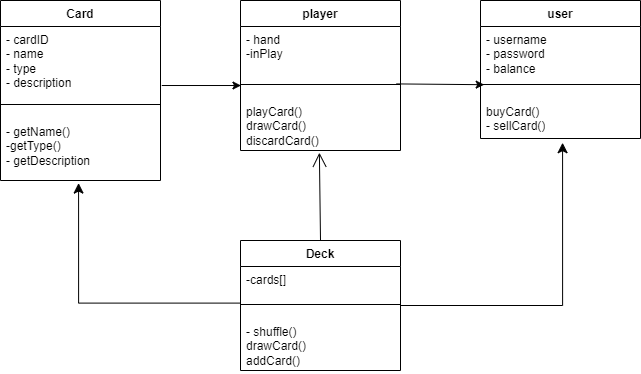 Card
- cardID
- name
- type
- description
- getName()
-getType()
- getDescription
player
- hand
-inPlay
playCard()
drawCard()
discardCard()
user
- username
- password
- balance
buyCard()
- sellCard()
Deck
-cards[]
- shuffle()
drawCard()
addCard()